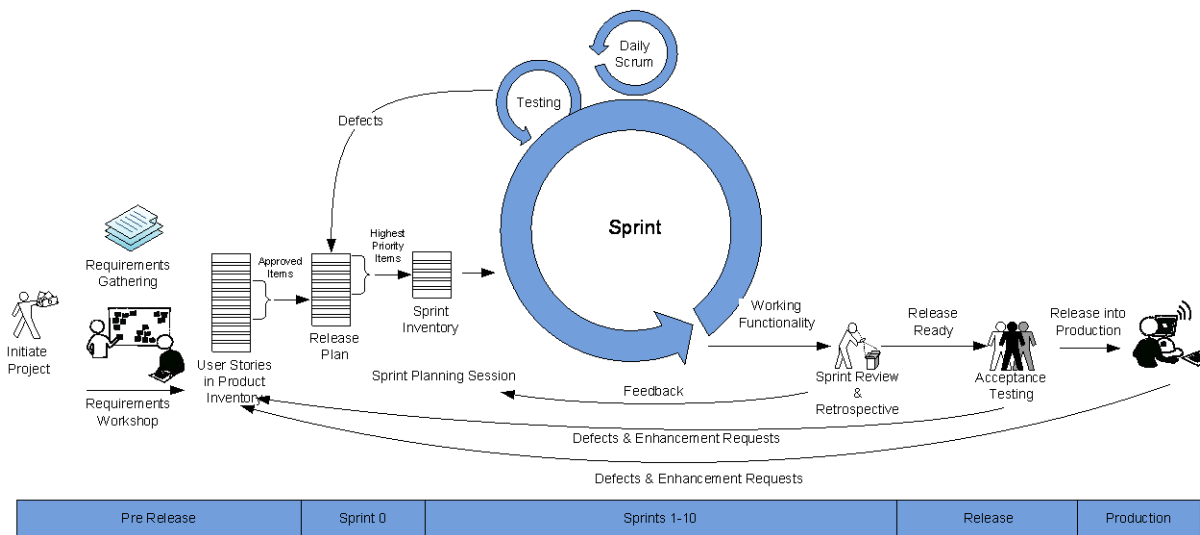 Daily
Scrum
Testing
Defects
Sprint
Requirements
Gathering
Initiate
Project
Requirements
Workshop
User Stories
in Product
Inventory
Approved
Items
Release
Plan
Highest
Priority
Items
Sprint
Inventory
Sprint Planning Session
Working
Functionality
Feedback
Sprint Review
&
Retrospective
Release
Ready
Acceptance
Testing
Release into
Production
Defects & Enhancement Requests
Defects & Enhancement Requests
Pre Release
Sprint 0
Sprints 1-10
Release
Production